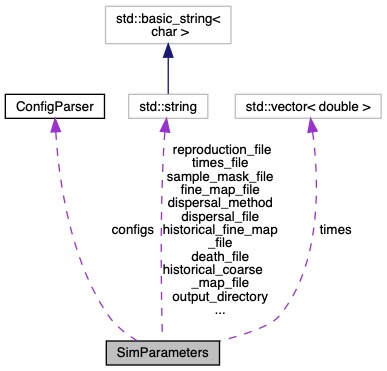 std::basic_string<
char >
ConfigParser
std::string
std::vector< double >
reproduction_file
times_file
sample_mask_file
fine_map_file
dispersal_method
dispersal_file
configs
historical_fine_map
_file
times
death_file
historical_coarse
_map_file
output_directory
...
SimParameters